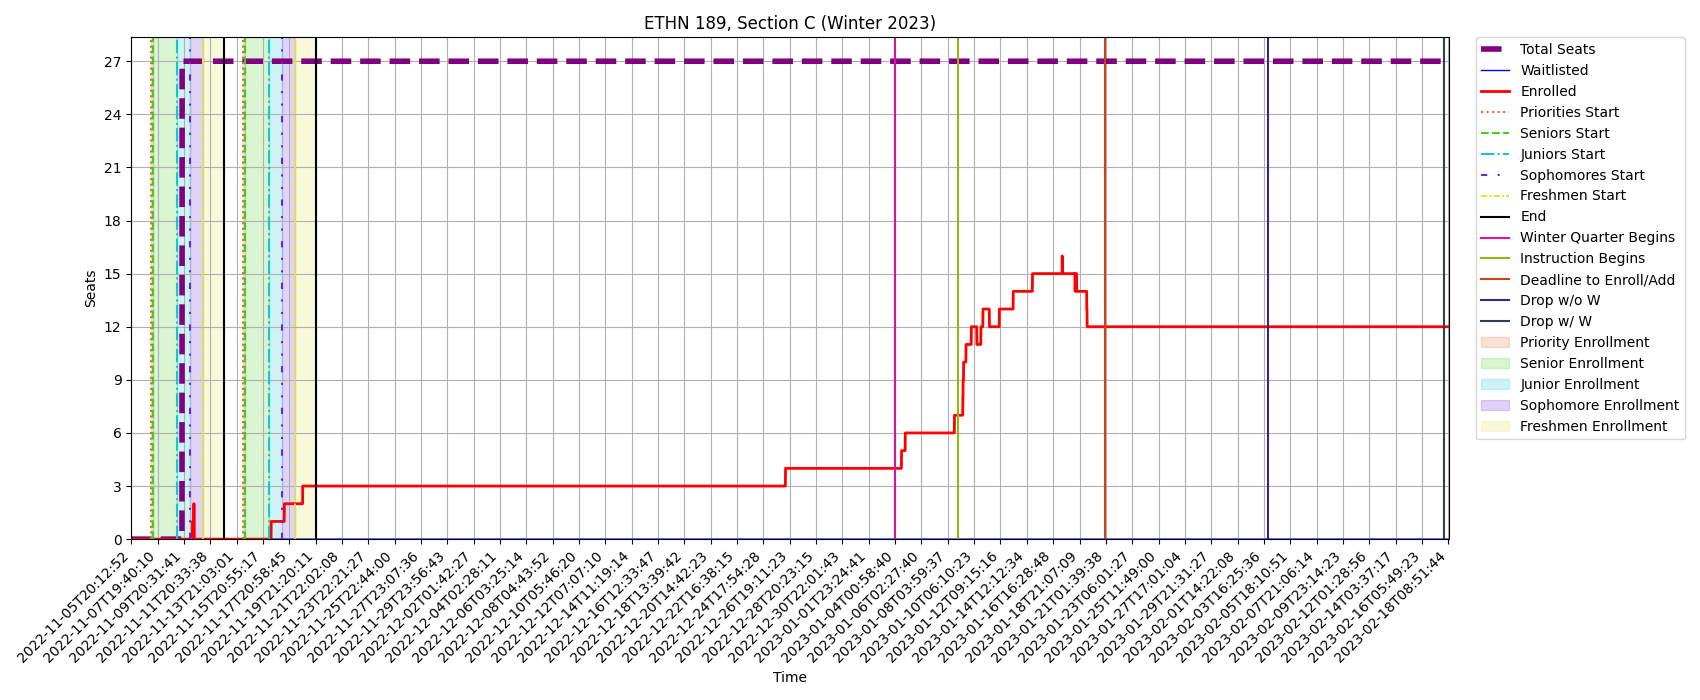 ETHN 189, Section C (Winter 2023)
27
24
21
18
15
12
9
6
3
0
Seats
2022-11-05T20:12:52
2022-11-07T19:40:10
2022-11-09T20:31:41
2022-11-11T20:33:38
2022-11-13T21:03:01
2022-11-15T20:55:17
2022-11-17T20:58:45
2022-11-19T21:20:11
2022-11-21T22:02:08
2022-11-23T22:21:27
2022-11-25T22:44:00
2022-11-27T23:07:36
2022-11-29T23:56:43
2022-12-02T01:42:27
2022-12-04T02:28:11
2022-12-06T03:25:14
2022-12-08T04:43:52
2022-12-10T05:46:20
2022-12-12T07:07:10
2022-12-14T11:19:14
2022-12-16T12:33:47
2022-12-18T13:39:42
2022-12-20T14:42:23
2022-12-22T16:38:15
2022-12-24T17:54:28
2022-12-26T19:11:23
2022-12-28T20:23:15
2022-12-30T22:01:43
2023-01-01T23:24:41
2023-01-04T00:58:40
2023-01-06T02:27:40
2023-01-08T03:59:37
2023-01-10T06:10:23
2023-01-12T09:15:16
2023-01-14T12:12:34
2023-01-16T16:28:48
2023-01-18T21:07:09
2023-01-21T01:39:38
2023-01-23T06:01:27
2023-01-25T11:49:00
2023-01-27T17:01:04
2023-01-29T21:31:27
2023-02-01T14:22:08
2023-02-03T16:25:36
2023-02-05T18:10:51
2023-02-07T21:06:14
2023-02-09T23:14:23
2023-02-12T01:28:56
2023-02-14T03:37:17
2023-02-16T05:49:23
2023-02-18T08:51:44
Time
Total Seats
Waitlisted
Enrolled
Priorities Start
Seniors Start
Juniors Start
Sophomores Start
Freshmen Start
End
Winter Quarter Begins
Instruction Begins
Deadline to Enroll/Add
Drop w/o W
Drop w/ W
Priority Enrollment
Senior Enrollment
Junior Enrollment
Sophomore Enrollment
Freshmen Enrollment